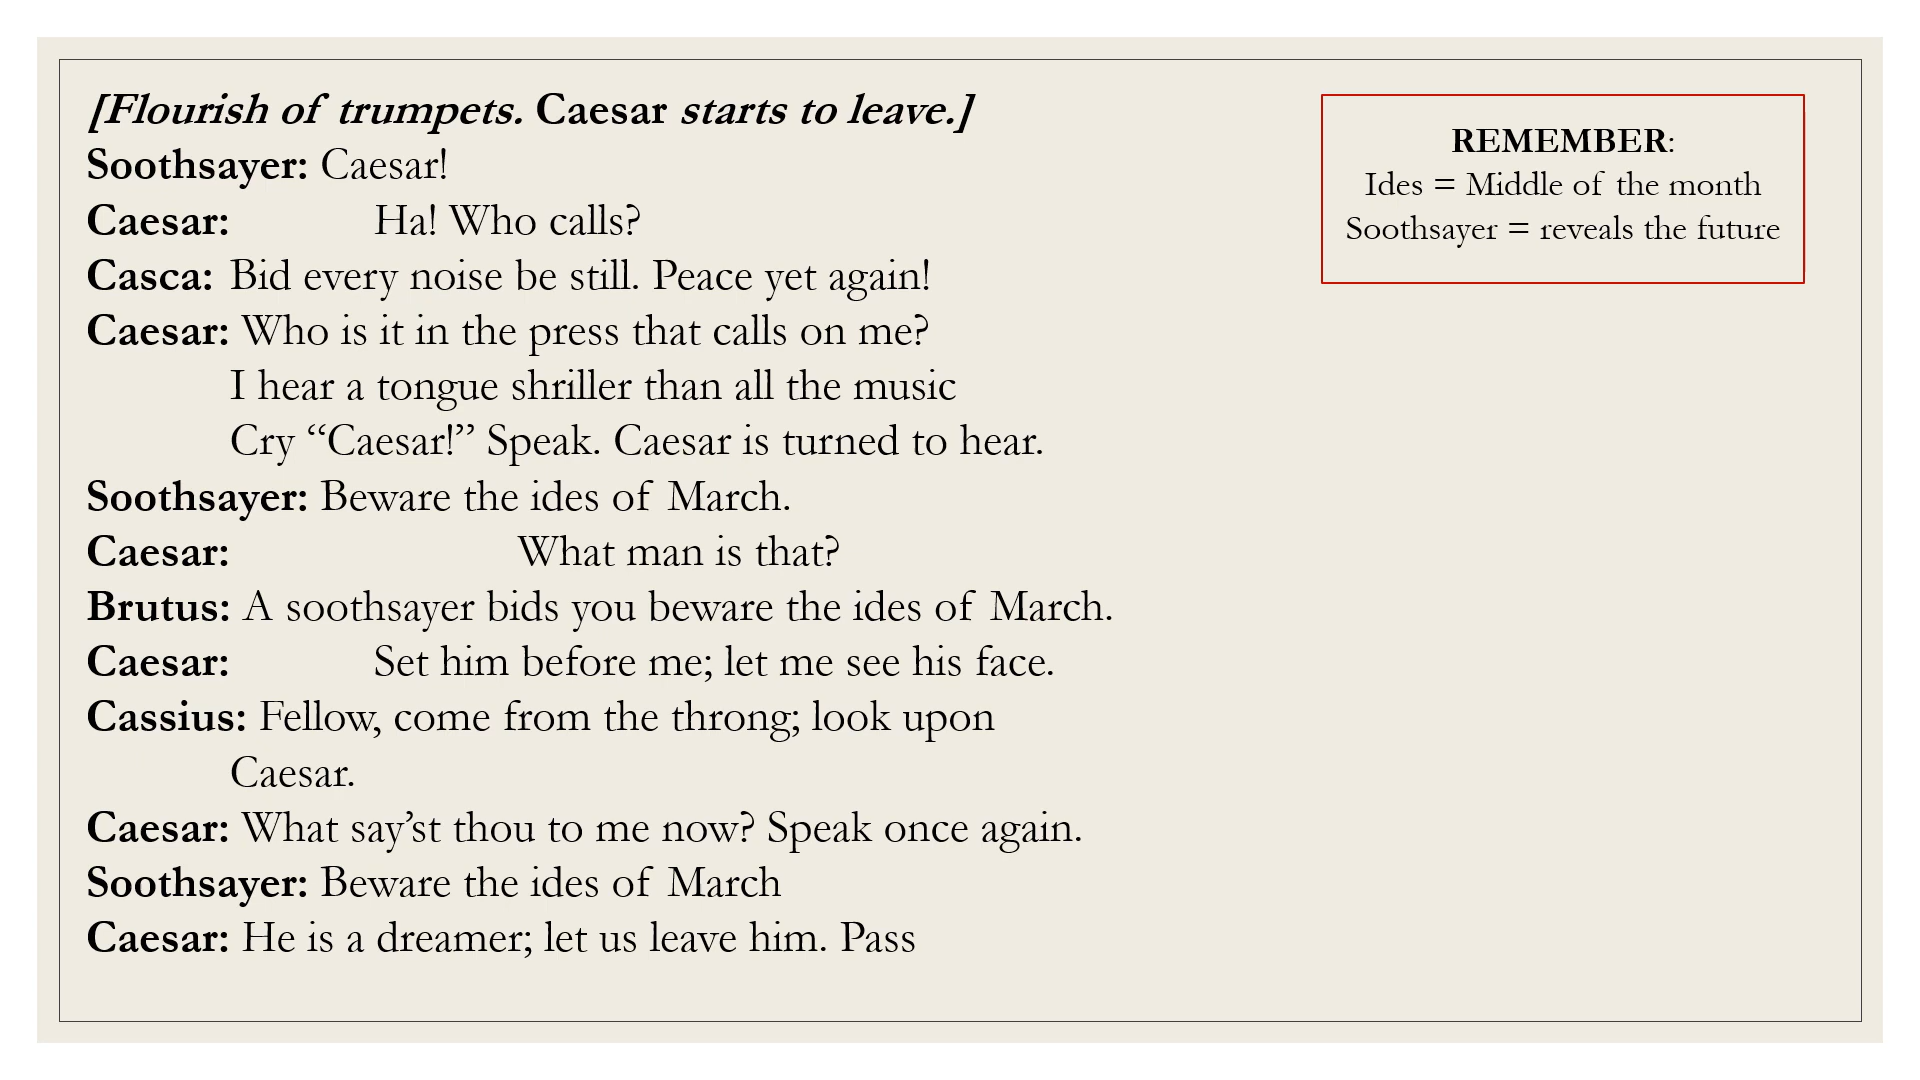 [Flourish of trumpets. Caesar starts to leave.]
Soothsayer: Caesar!
Caesar: Ha! Who calls?
Casca: Bid every noise be still. Peace yet again!
Caesar: Who is it in the press that calls on me?
I hear a tongue shriller than all the music
Cry “Caesar!” Speak. Caesar is turned to hear.
Soothsayer: Beware the ides of March.
Caesar: What man is that?
Brutus: A soothsayer bids you beware the ides of March.
Caesar: Set him before me; let me see his face.
Cassius: Fellow, come from the throng; look upon
Caesar.
Caesar: What say’st thou to me now? Speak once again.
Soothsayer: Beware the ides of March
Caesar: He is a dreamer; let us leave him. Pass
REMEMBER:
Ides = Middle of the month
Soothsayer = reveals the future